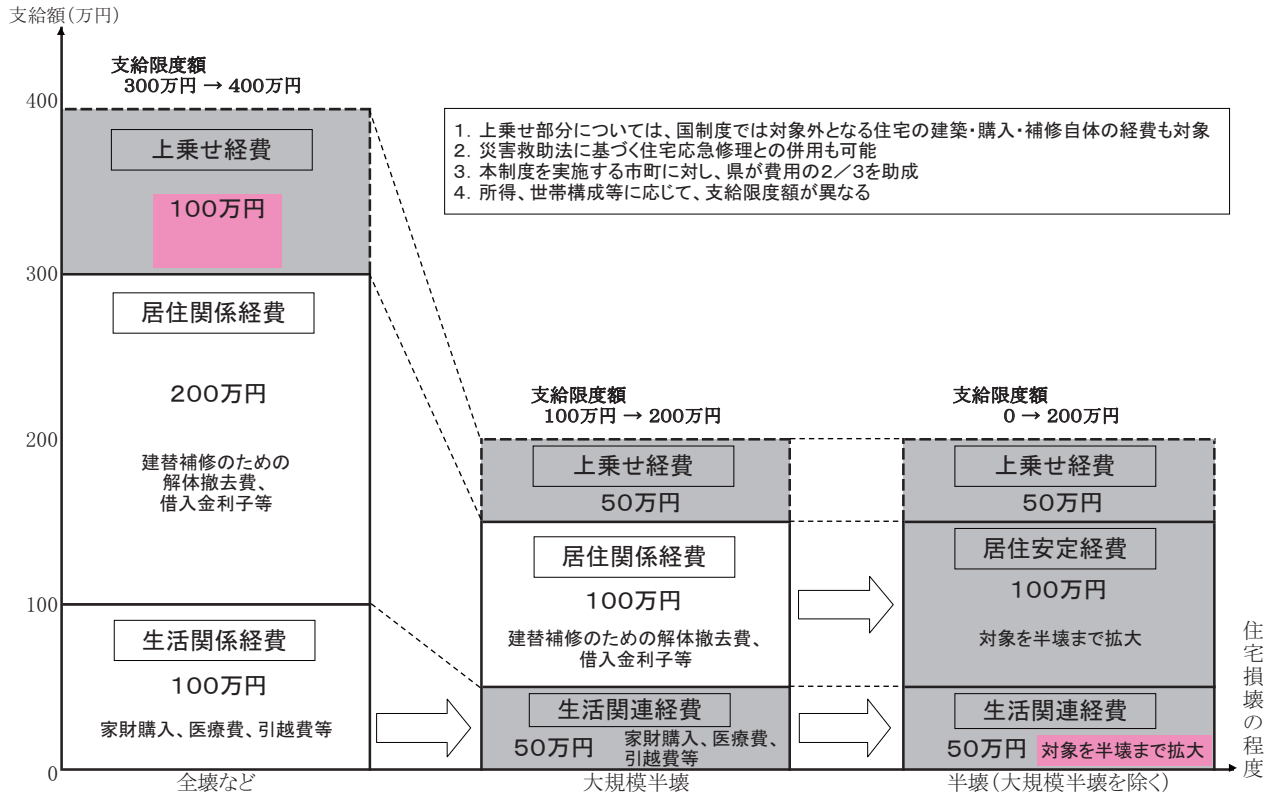 支給額(万円)
支給限度額
300万円 → 400万円
400
300
200
100
0
上乗せ経費
100万円
居住関係経費
200万円
建替補修のための
解体撤去費、
借入金利子等
生活関係経費
100万円
家財購入、医療費、引越費等
全壊など
1. 上乗せ部分については、国制度では対象外となる住宅の建築・購入・補修自体の経費も対象
2. 災害救助法に基づく住宅応急修理との併用も可能
3. 本制度を実施する市町に対し、県が費用の2／3を助成
4. 所得、世帯構成等に応じて、支給限度額が異なる
支給限度額
100万円 → 200万円
上乗せ経費
50万円
居住関係経費
100万円
建替補修のための解体撤去費、
借入金利子等
生活関連経費
50万円
家財購入、医療費、
引越費等
大規模半壊
支給限度額
0 → 200万円
上乗せ経費
50万円
居住安定経費
100万円
対象を半壊まで拡大
生活関連経費
50万円 対象を半壊まで拡大
半壊(大規模半壊を除く)
住宅損壊の程度